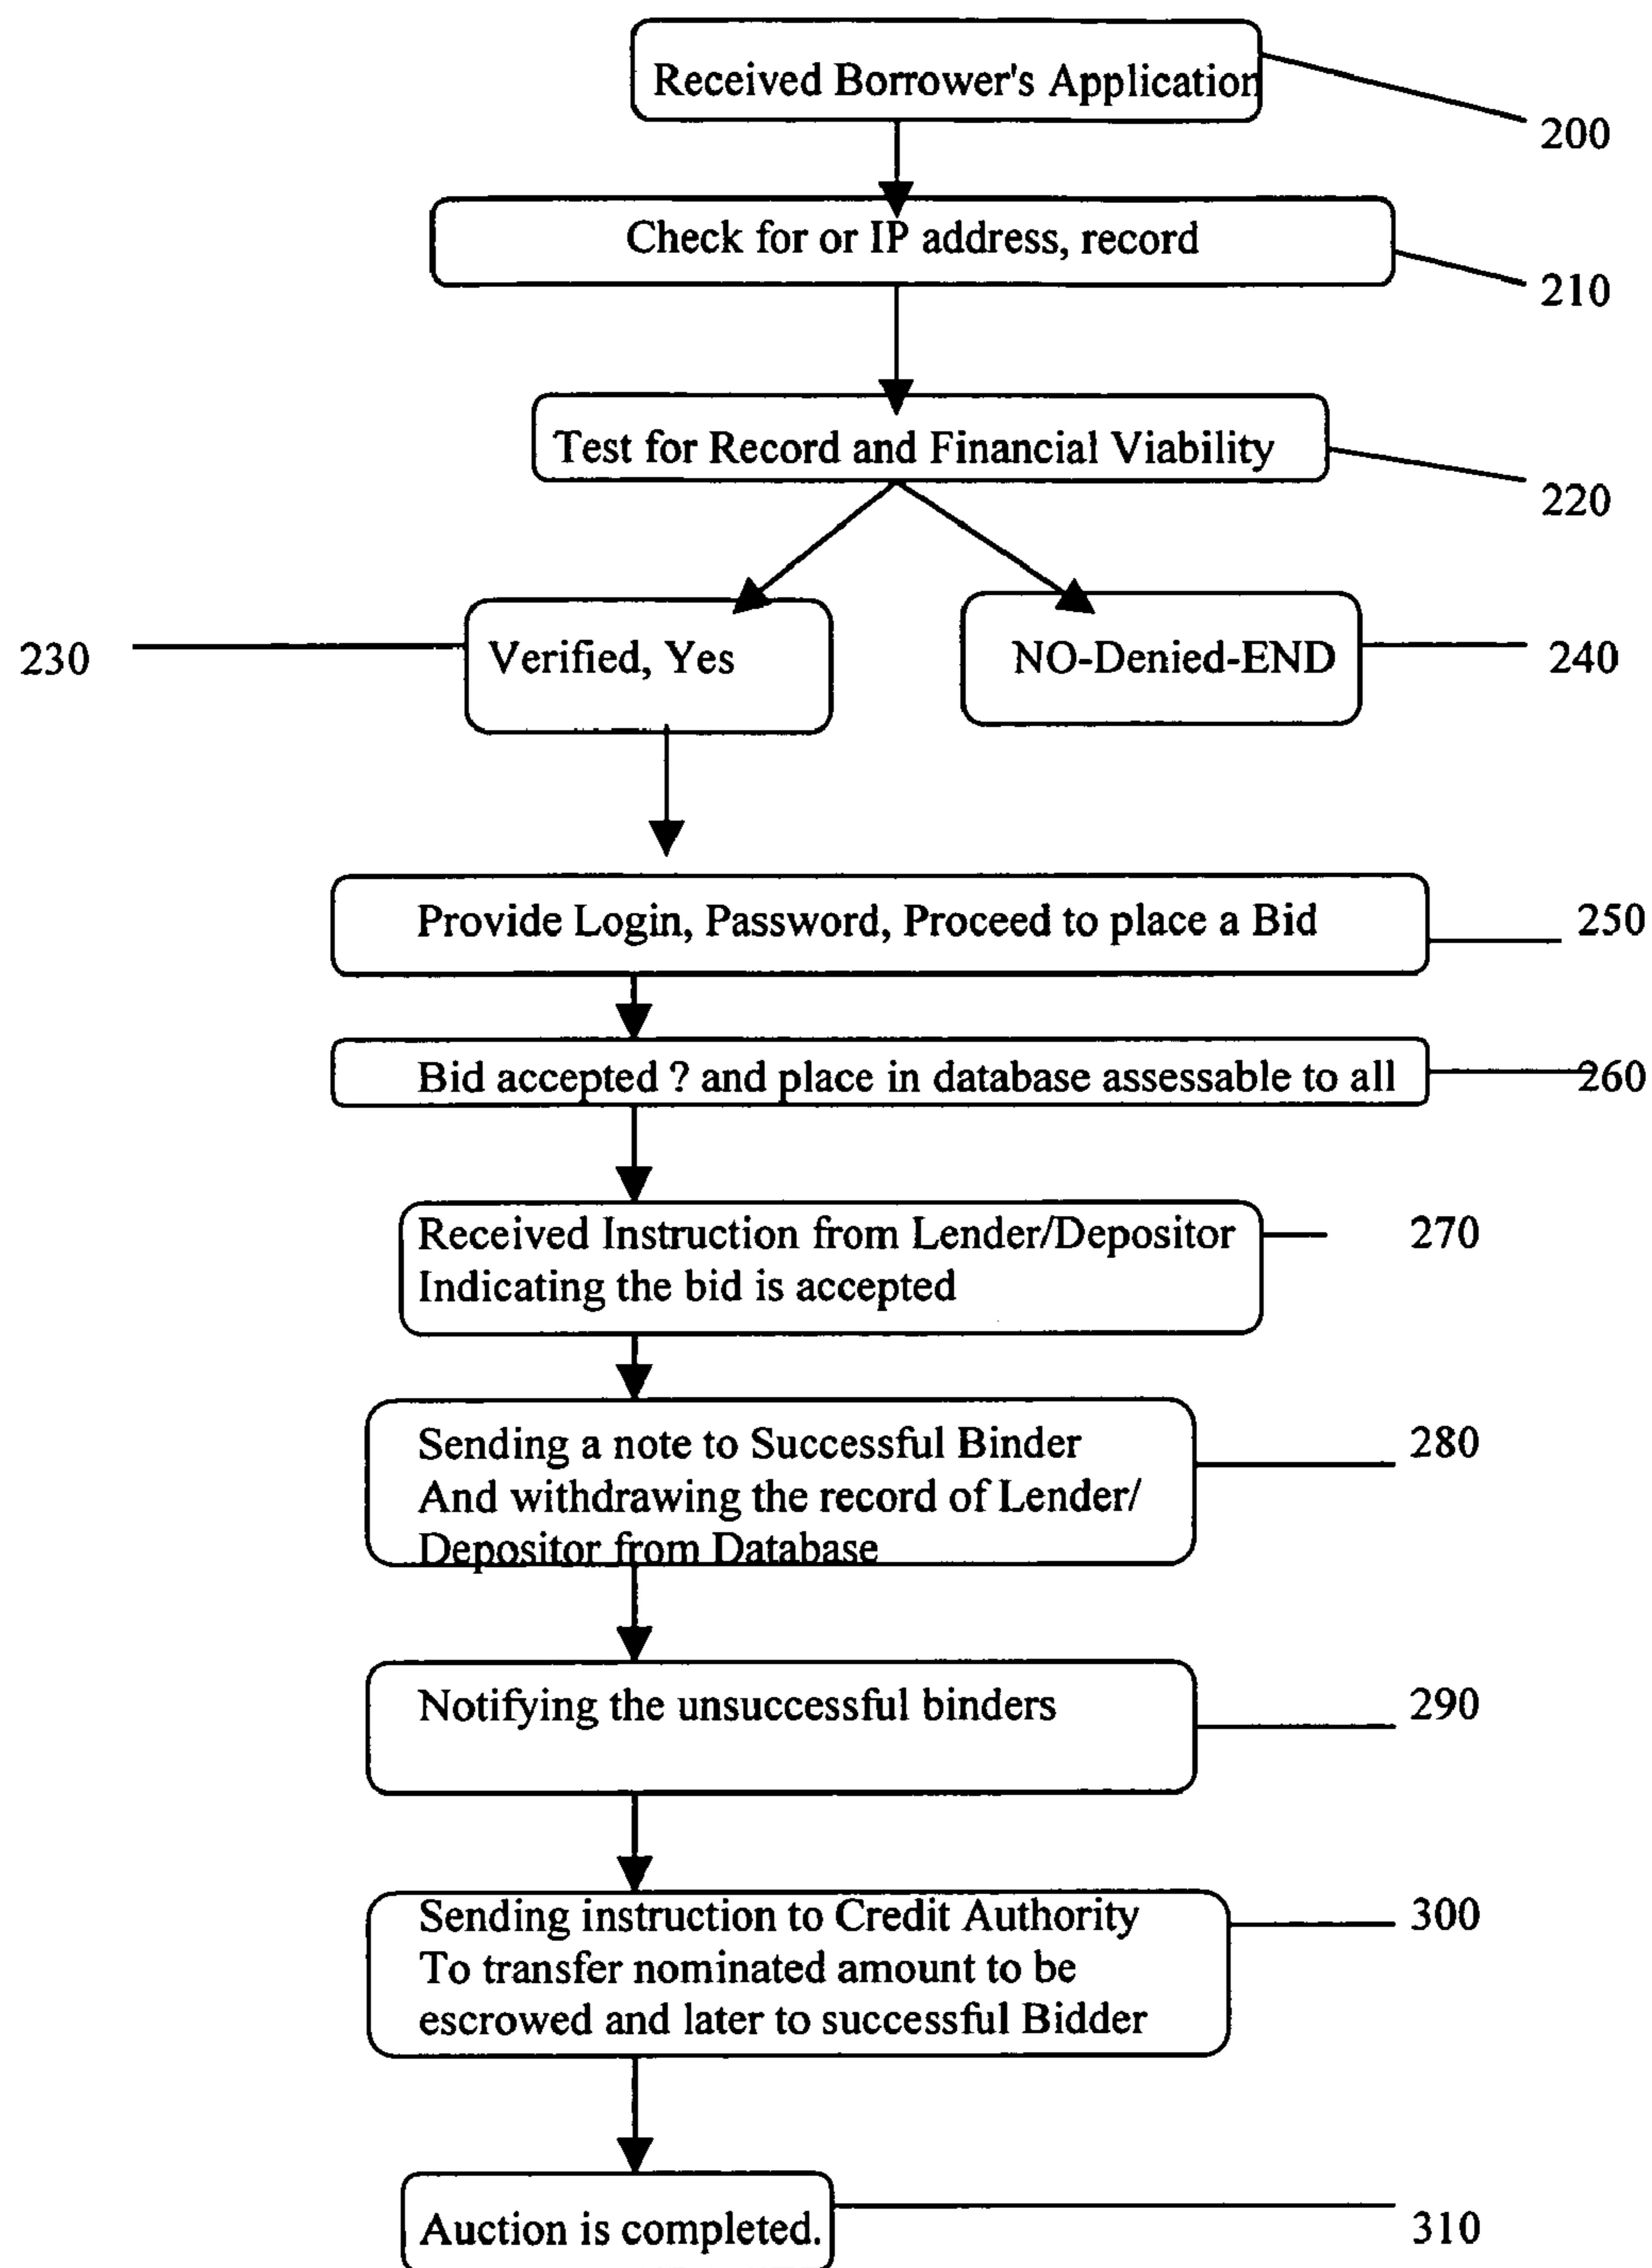 Received Borrower's Application
200
Check for or IP address, record
210
Test for Record and Financial Viability
220
230
Verified, Yes
NO-Denied-END
240
Provide Login, Password, Proceed to place a Bid
250
Bid accepted ? and place in database assessable to all
260
Received Instruction from Lender/Depositor
Indicating the bid is accepted
270
Sending a note to Successful Binder
And withdrawing the record of Lender/
Depositor from Database
280
Notifying the unsuccessful binders
290
Sending instruction to Credit Authority
To transfer nominated amount to be
escrowed and later to successful Bidder
300
Auction is completed.
310